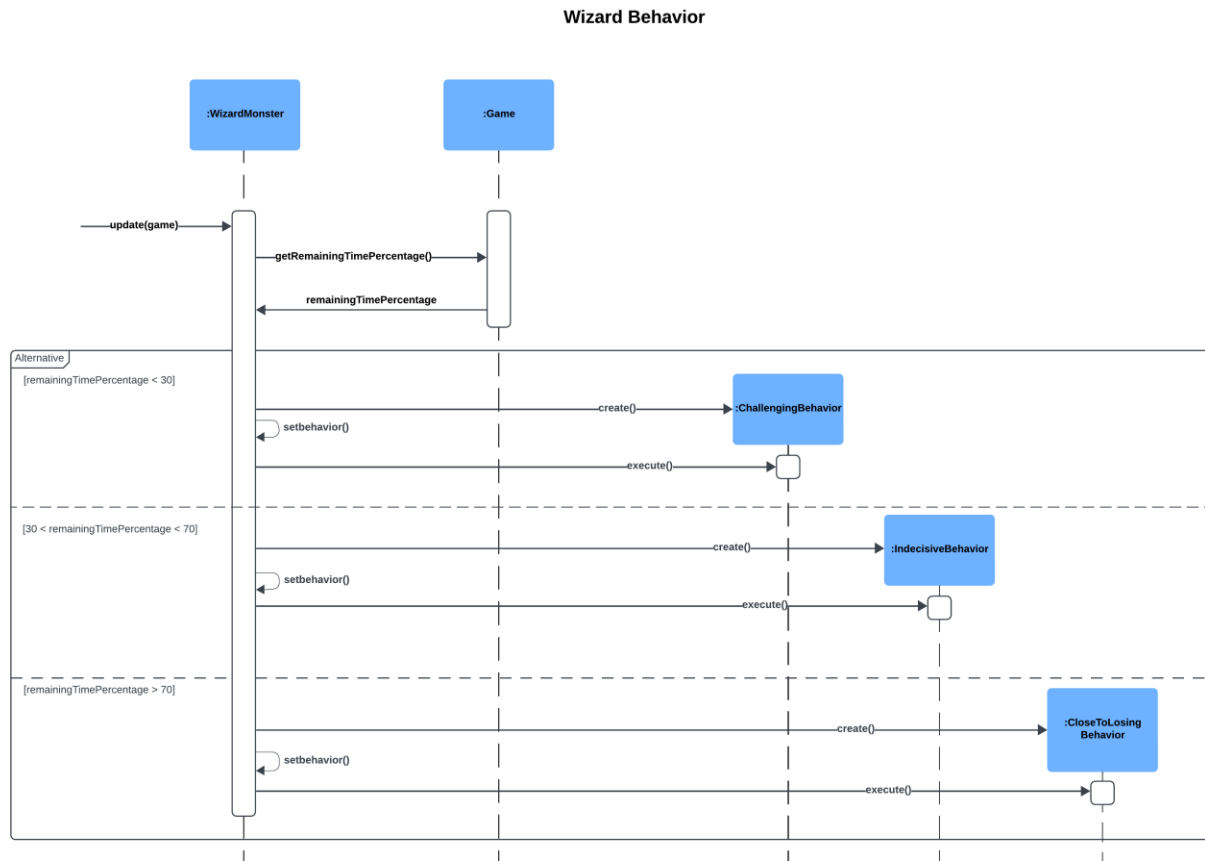 Wizard Behavior
:WizardMonster
:Game
update(game)
getRemainingTimePercentage()
remainingTimePercentage
Alternative
[remainingTimePercentage < 30]
:ChallengingBehavior
create()
setbehavior()
execute()
[30 < remainingTimePercentage < 70]
create()
:IndecisiveBehavior
setbehavior()
execute()
[remainingTimePercentage > 70]
:CloseToLosing
Behavior
create()
setbehavior()
execute()